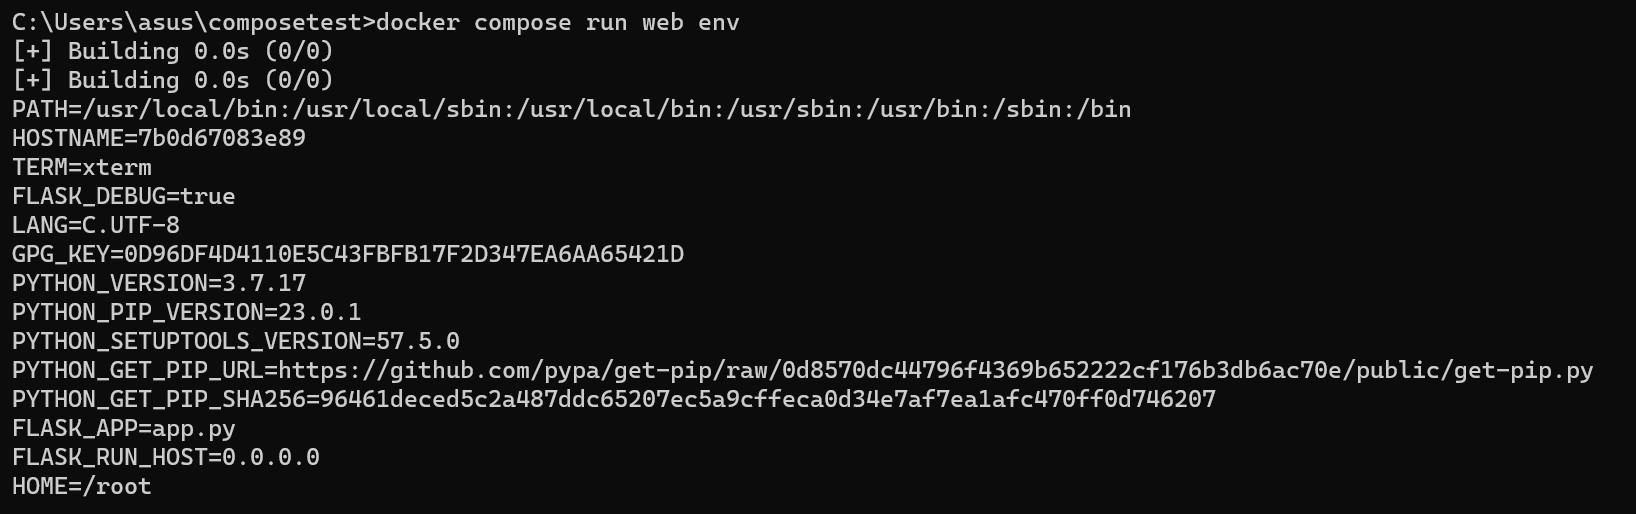 C:\Users\asus\composetest>docker compose run web env
[+] Building 0.0s (0/0)
[+] Building 0.0s (0/0)
PATH=/usr/local/bin:/usr/local/sbin:/usr/local/bin:/usr/sbin:/usr/bin:/sbin:/bin
HOSTNAME=7b0d67083e89
TERM=xterm
FLASK_DEBUG=true
LANG=C.UTF-8
GPG_KEY=0D96DF4D4110E5C43FBFB17F2D347EA6AA65421D
PYTHON_VERSION=3.7.17
PYTHON_PIP_VERSION=23.0.1
PYTHON_SETUPTOOLS_VERSION=57.5.0
PYTHON_GET_PIP_URL=https://github.com/pypa/get-pip/raw/0d8570dc44796f4369b652222cf176b3db6ac70e/public/get-pip.py
PYTHON_GET_PIP_SHA256=96461deced5c2a487ddc65207ec5a9cffeca0d34e7af7ea1afc470ff0d746207
FLASK_APP=app.py
FLASK_RUN_HOST=0.0.0.0
HOME=/root